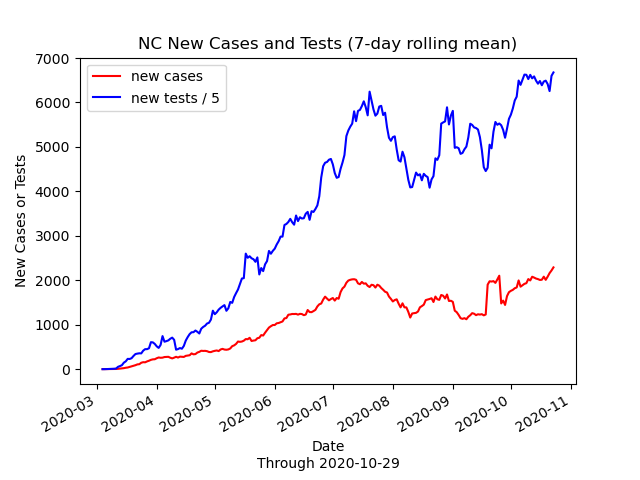 NC New Cases and Tests (7-day rolling mean)
new cases
new tests / 5
New Cases or Tests
7000
6000
5000
4000
3000
2000
1000
0
2020-03
2020-04
2020-05
2020-06
2020-07
2020-08
2020-09
2020-10
2020-11
Date
Through 2020-10-29